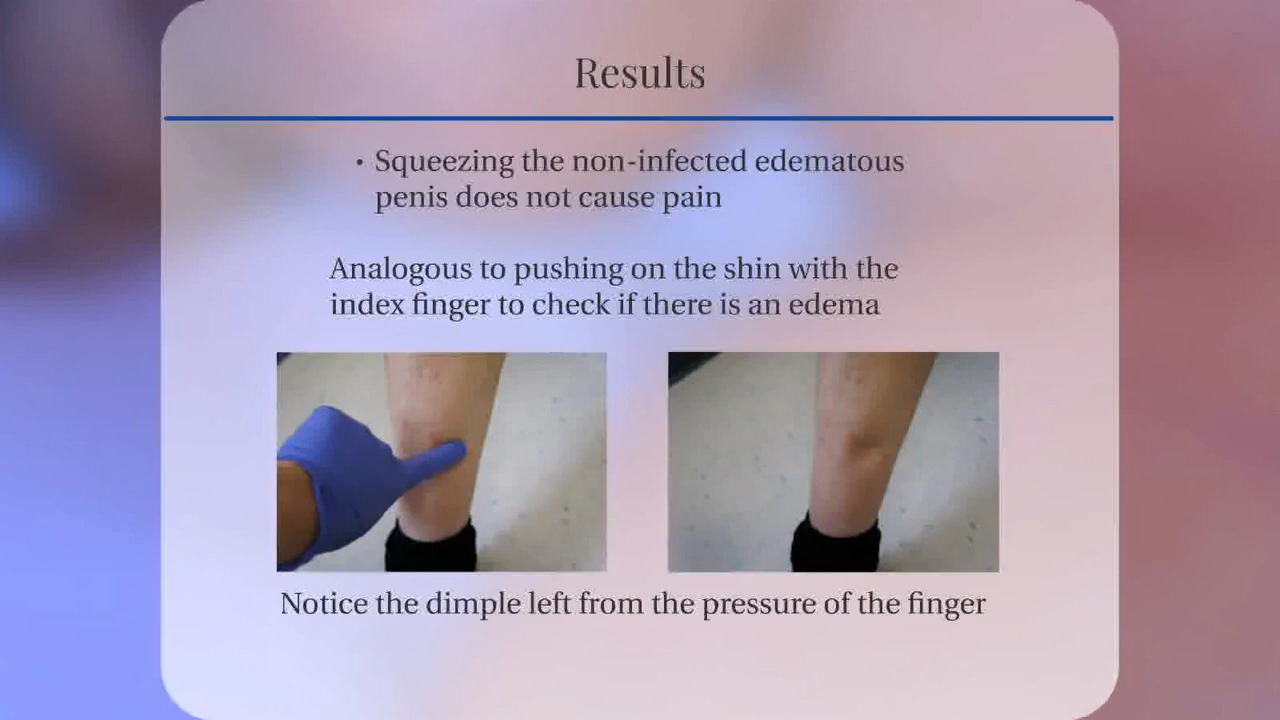 Results
• Squeezing the non-infected edematous
penis does not cause pain
Analogous to pushing on the shin with the
index finger to check if there is an edema
Notice the dimple left from the pressure of the finger